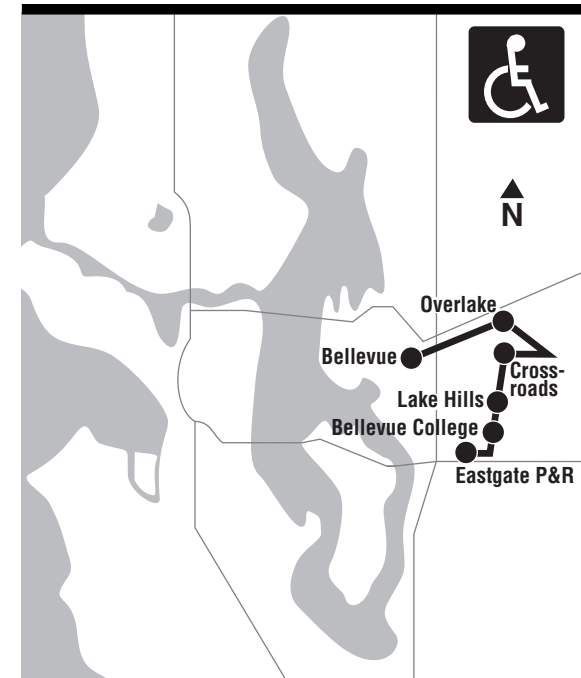 N
Overlake
Bellevue
Cross-
roads
Lake Hills
Bellevue College
Eastgate P&R